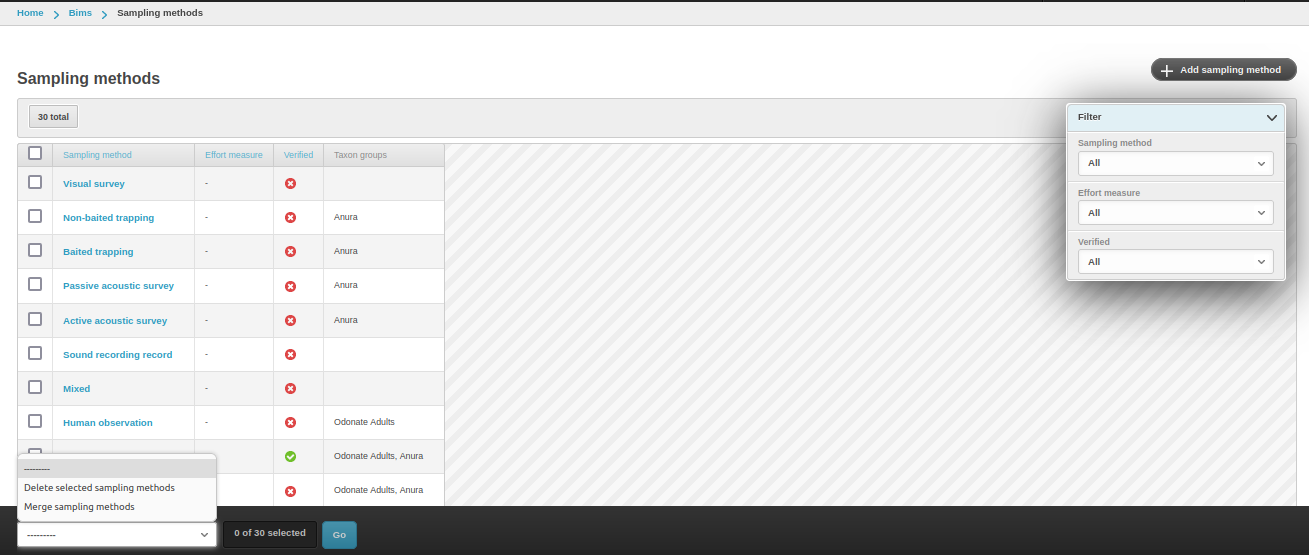 Home > Bims > Sampling methods
Sampling methods
Add sampling method
30 total
Filter
Sampling method
All
Effort measure
All
Verified
All
Sampling method Effort measure Verified Taxon groups
Visual survey -
Non-baited trapping - Anura
Baited trapping - Anura
Passive acoustic survey - Anura
Active acoustic survey - Anura
Sound recording record -
Mixed -
Human observation - Odonate Adults
Odonate Adults, Anura
Odonate Adults, Anura
---------
Delete selected sampling methods
Merge sampling methods
--------- 0 of 30 selected Go